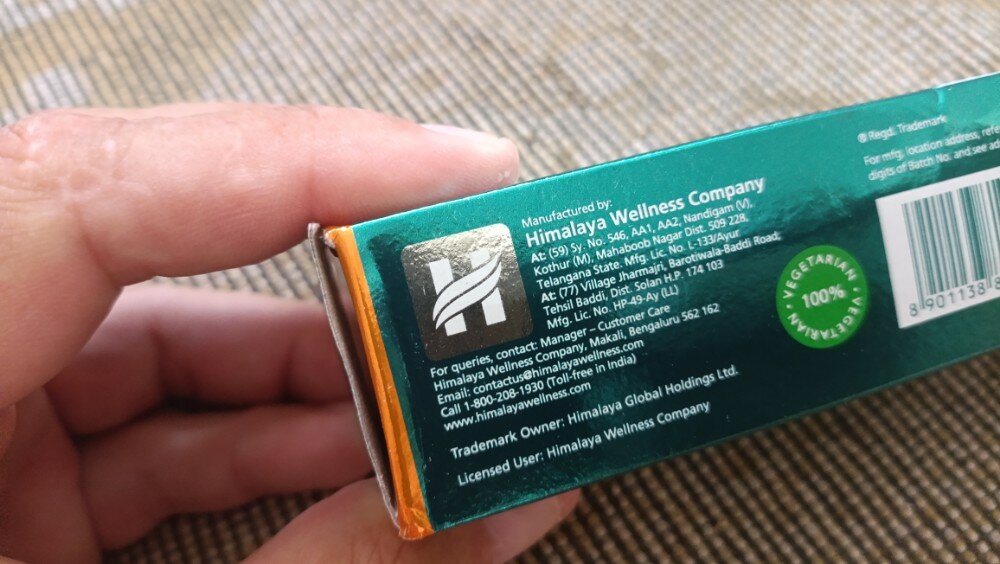 Manufactured by:
Himalaya Wellness Company
At: (59) Sy. No. 546, AA1, AA2, Nandigam (V),
Kothur (M), Mahaboob Nagar Dist. 509 228,
Telangana State. Mfg. Lic. No. L-133/Ayur
At: (77) Village Jharmajri, Barotiwala-Baddi Road,
Tehsil Baddi, Dist. Solan H.P. 174 103
Mfg. Lic. No. HP-49-Ay (LL)
For queries, contact: Manager – Customer Care
Himalaya Wellness Company, Makali, Bengaluru 562 162
Email: contactus@himalayawellness.com
Call 1-800-208-1930 (Toll-free in India)
www.himalayawellness.com
Trademark Owner: Himalaya Global Holdings Ltd.
Licensed User: Himalaya Wellness Company
VEGETARIAN
100%
VEGETARIAN
® Regd. Trademark
For mfg. location address,
digits of Batch No. and see
8 901138